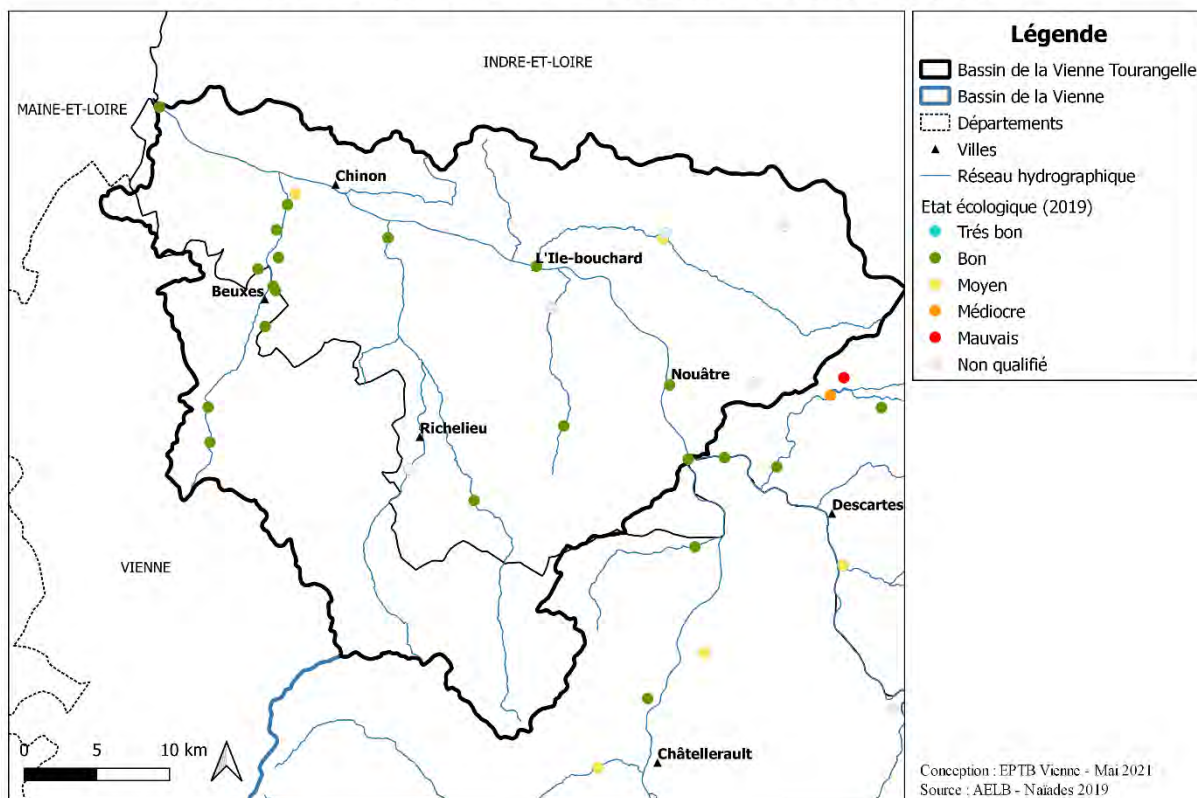 INDRE-ET-LOIRE
MAINE-ET-LOIRE
Chinon
L'Ile-bouchard
Beuxes
Nouâtre
Richelieu
Descartes
VIENNE
Châtellerault
0 5 10 km
Légende
Bassin de la Vienne Tourangelle
Bassin de la Vienne
Départements
Villes
Réseau hydrographique
Etat écologique (2019)
Trés bon
Bon
Moyen
Médiocre
Mauvais
Non qualifié
Conception : EPTB Vienne - Mai 2021
Source : AELB - Naïades 2019